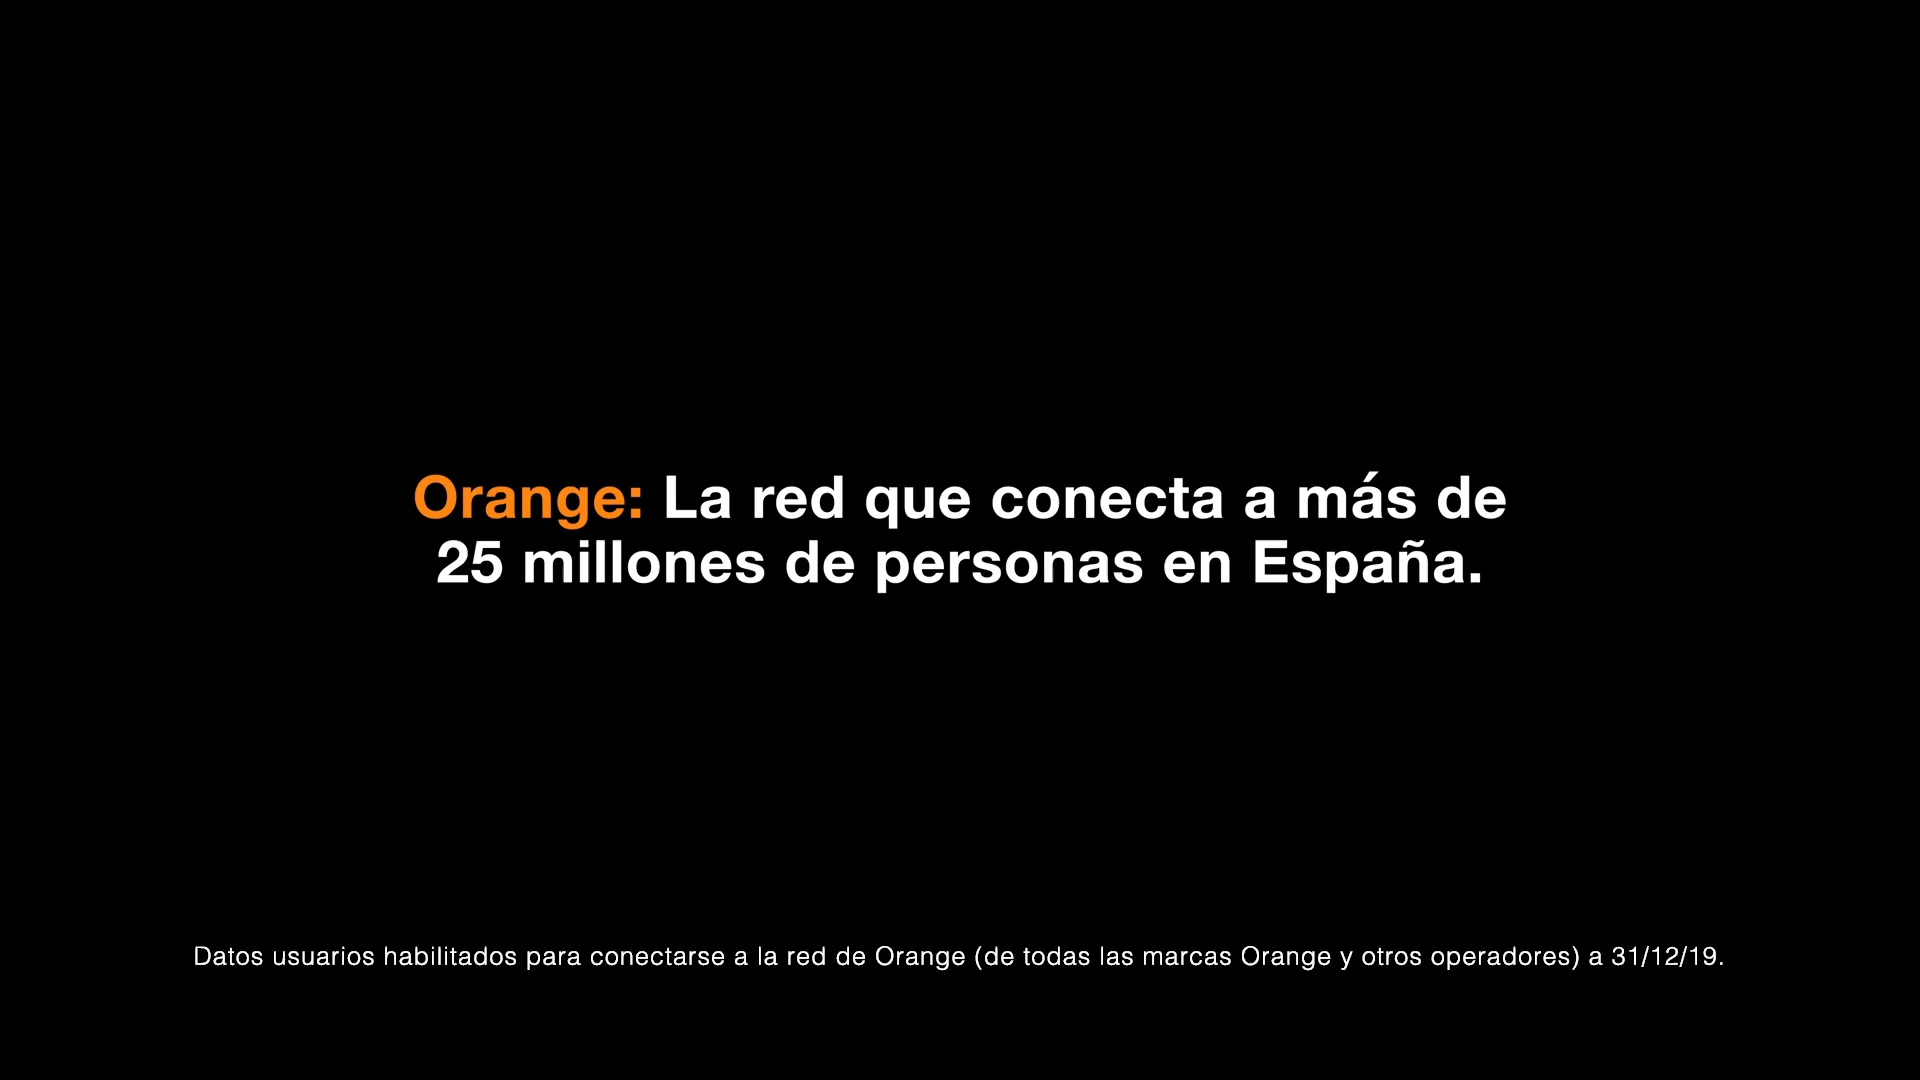 Orange: La red que conecta a más de
25 millones de personas en España.
Datos usuarios habilitados para conectarse a la red de Orange (de todas las marcas Orange y otros operadores) a 31/12/19.